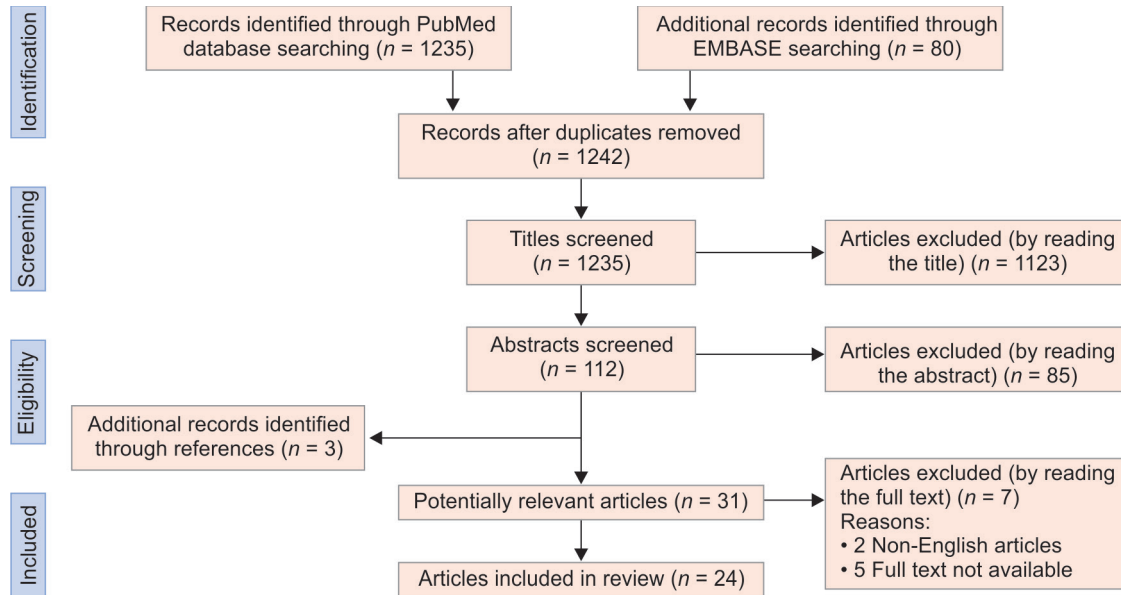 Identification
Records identified through PubMed
database searching (n = 1235)
Additional records identified through
EMBASE searching (n = 80)
Records after duplicates removed
(n = 1242)
Screening
Titles screened
(n = 1235)
Articles excluded (by reading
the title) (n = 1123)
Eligibility
Abstracts screened
(n = 112)
Articles excluded (by reading
the abstract) (n = 85)
Additional records identified
through references (n = 3)
Included
Potentially relevant articles (n = 31)
Articles excluded (by reading
the full text) (n = 7)
Reasons:
• 2 Non-English articles
• 5 Full text not available
Articles included in review (n = 24)